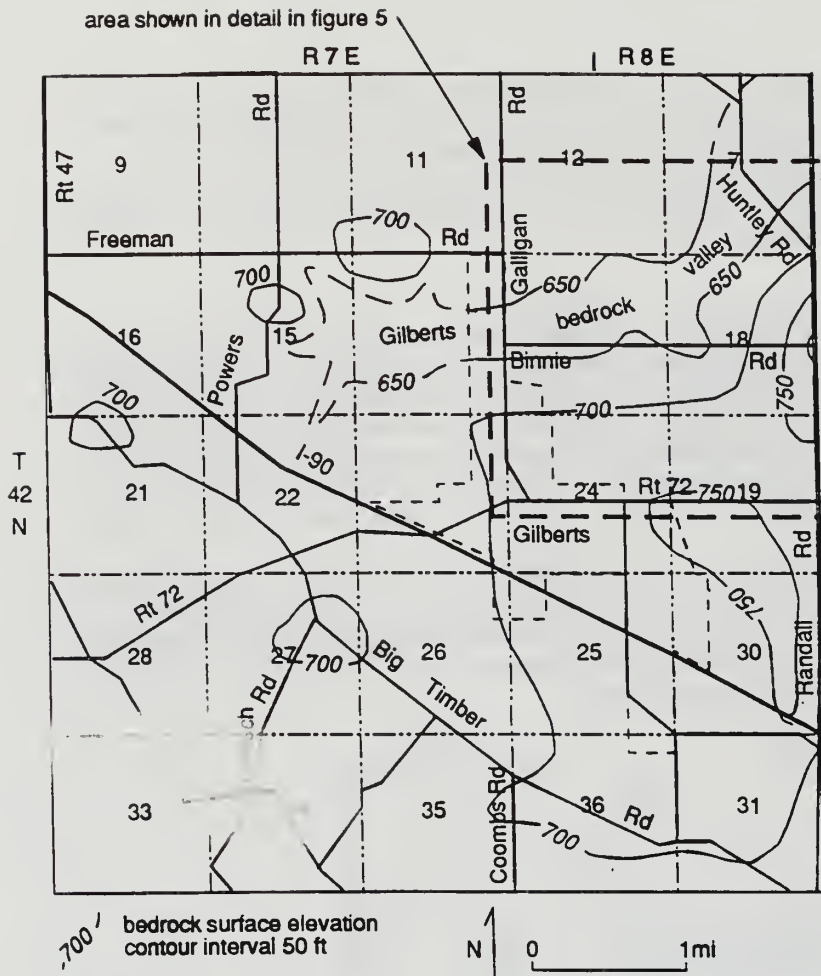 area shown in detail in figure 5
R 7 E
R 8 E
Rt 47
9
Rd
11
Rd
12
7
Huntley Rd
Freeman
700
Rd
Galligan
valley
650
700
650
bedrock
16
15
Gilberts
Powers
650
Binnie
18
Rd
700
700
750
T
42
N
I-90
21
22
24
Rt 72
750
19
Gilberts
Rd
Rt 72
750
28
27
700
Big
26
25
30
Randall
ch Rd
Timber
33
35
Coombs Rd
36
Rd
31
700
700
bedrock surface elevation
contour interval 50 ft
N
0
1mi